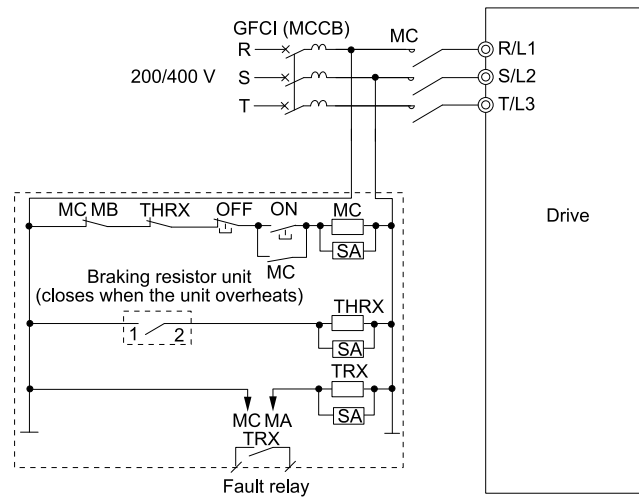 GFCI (MCCB)
MC
R
R/L1
200/400 V
S
S/L2
T
T/L3
Drive
MC MB
THRX
OFF
ON
MC
SA
MC
Braking resistor unit
(closes when the unit overheats)
THRX
1
2
SA
TRX
SA
MC MA
TRX
Fault relay